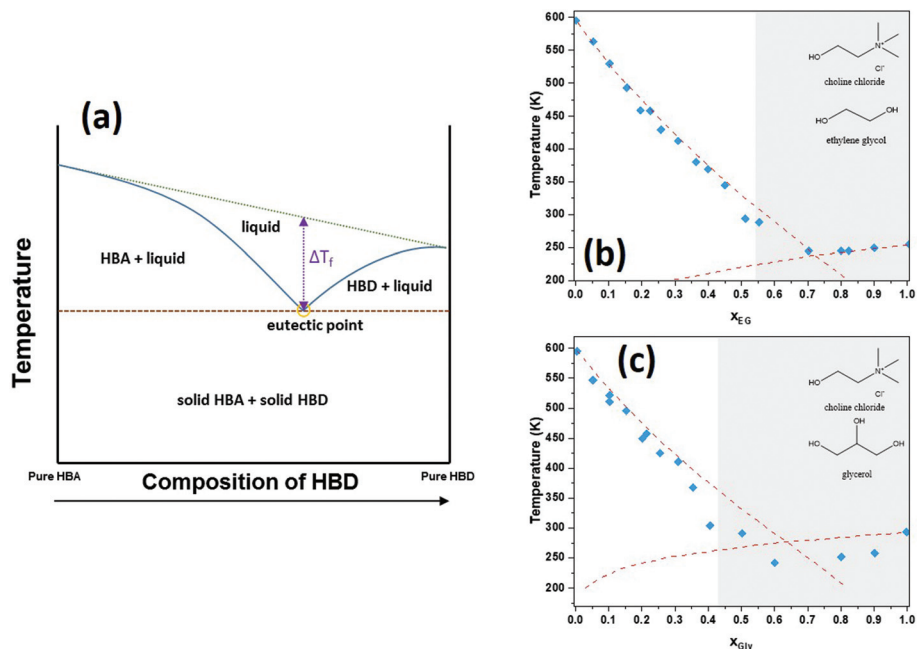 (a)
Temperature
HBA + liquid
liquid
ΔTf
HBD + liquid
eutectic point
solid HBA + solid HBD
Pure HBA
Composition of HBD
Pure HBD
(b)
Temperature (K)
600
550
500
450
400
350
300
250
200
0.0 0.1 0.2 0.3 0.4 0.5 0.6 0.7 0.8 0.9 1.0
xEG
HO
N+
Cl-
choline chloride
HO
OH
ethylene glycol
(c)
Temperature (K)
600
550
500
450
400
350
300
250
200
0.0 0.1 0.2 0.3 0.4 0.5 0.6 0.7 0.8 0.9 1.0
xGly
HO
N+
Cl-
choline chloride
OH
HO
OH
glycerol